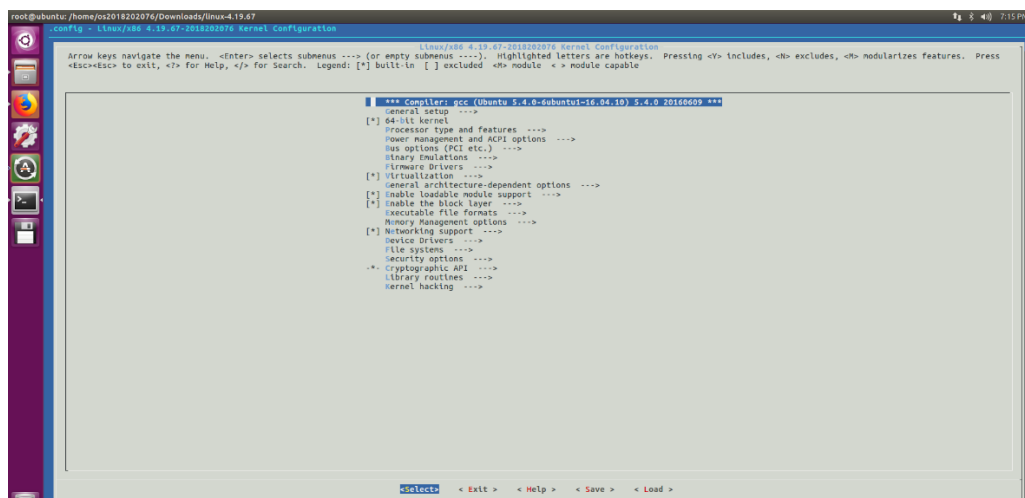 root@ubuntu: /home/os2018202076/Downloads/linux-4.19.67
7:15 PM
.config - Linux/x86 4.19.67-2018202076 Kernel Configuration
Linux/x86 4.19.67-2018202076 Kernel Configuration
Arrow keys navigate the menu. <Enter> selects submenus ---> (or empty submenus ----). Highlighted letters are hotkeys. Pressing <Y> includes, <N> excludes, <M> modularizes features. Press
<Esc><Esc> to exit, <?> for Help, </> for Search. Legend: [*] built-in [ ] excluded <M> module < > module capable
*** Compiler: gcc (Ubuntu 5.4.0-6ubuntu1~16.04.10) 5.4.0 20160609 ***
General setup --->
[*] 64-bit kernel
Processor type and features --->
Power management and ACPI options --->
Bus options (PCI etc.) --->
Binary Emulations --->
Firmware Drivers --->
[*] Virtualization --->
General architecture-dependent options --->
[*] Enable loadable module support --->
[*] Enable the block layer --->
Executable file formats --->
Memory Management options --->
[*] Networking support --->
Device Drivers --->
File systems --->
Security options --->
-*- Cryptographic API --->
Library routines --->
Kernel hacking --->
<Select> < Exit > < Help > < Save > < Load >